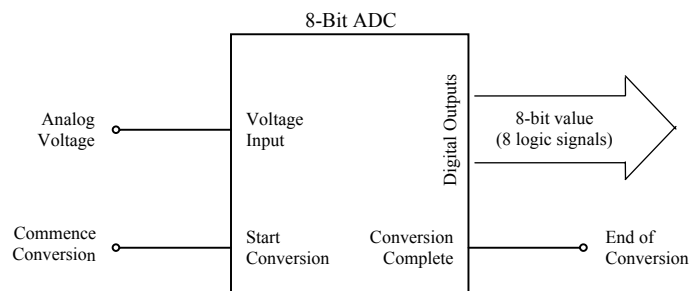 8-Bit ADC
Analog
Voltage
Voltage
Input
Digital Outputs
8-bit value
(8 logic signals)
Commence
Conversion
Start
Conversion
Conversion
Complete
End of
Conversion